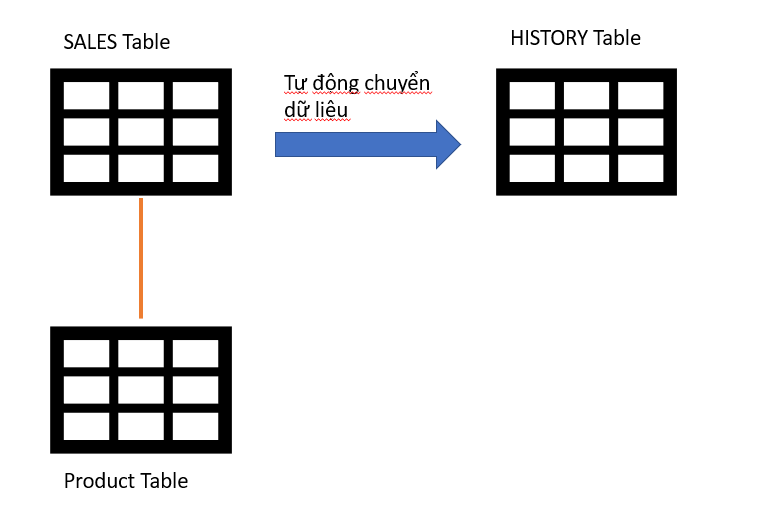 SALES Table
HISTORY Table
Tư đông chuyển
dữ liêu
Product Table